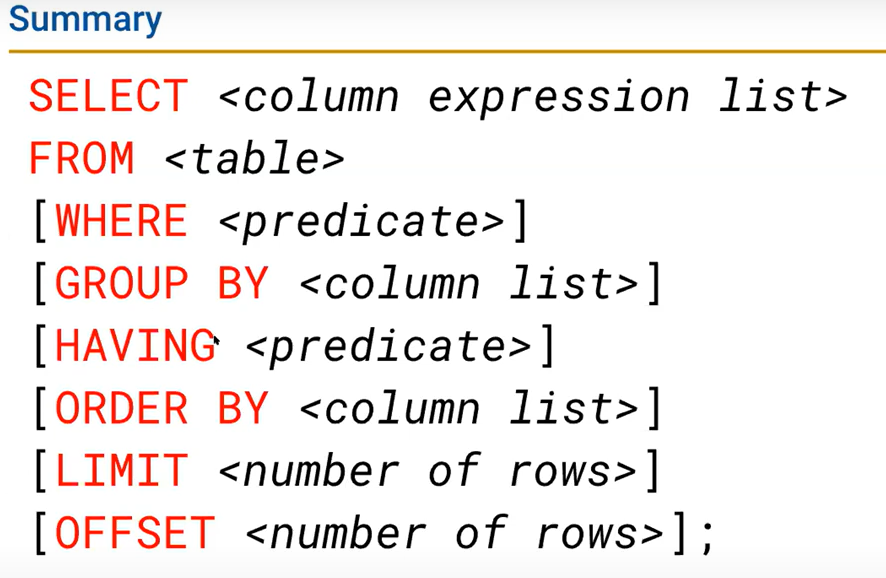 Summary
SELECT <column expression list>
FROM <table>
[WHERE <predicate>]
[GROUP BY <column list>]
[HAVING <predicate>]
[ORDER BY <column list>]
[LIMIT <number of rows>]
[OFFSET <number of rows>];